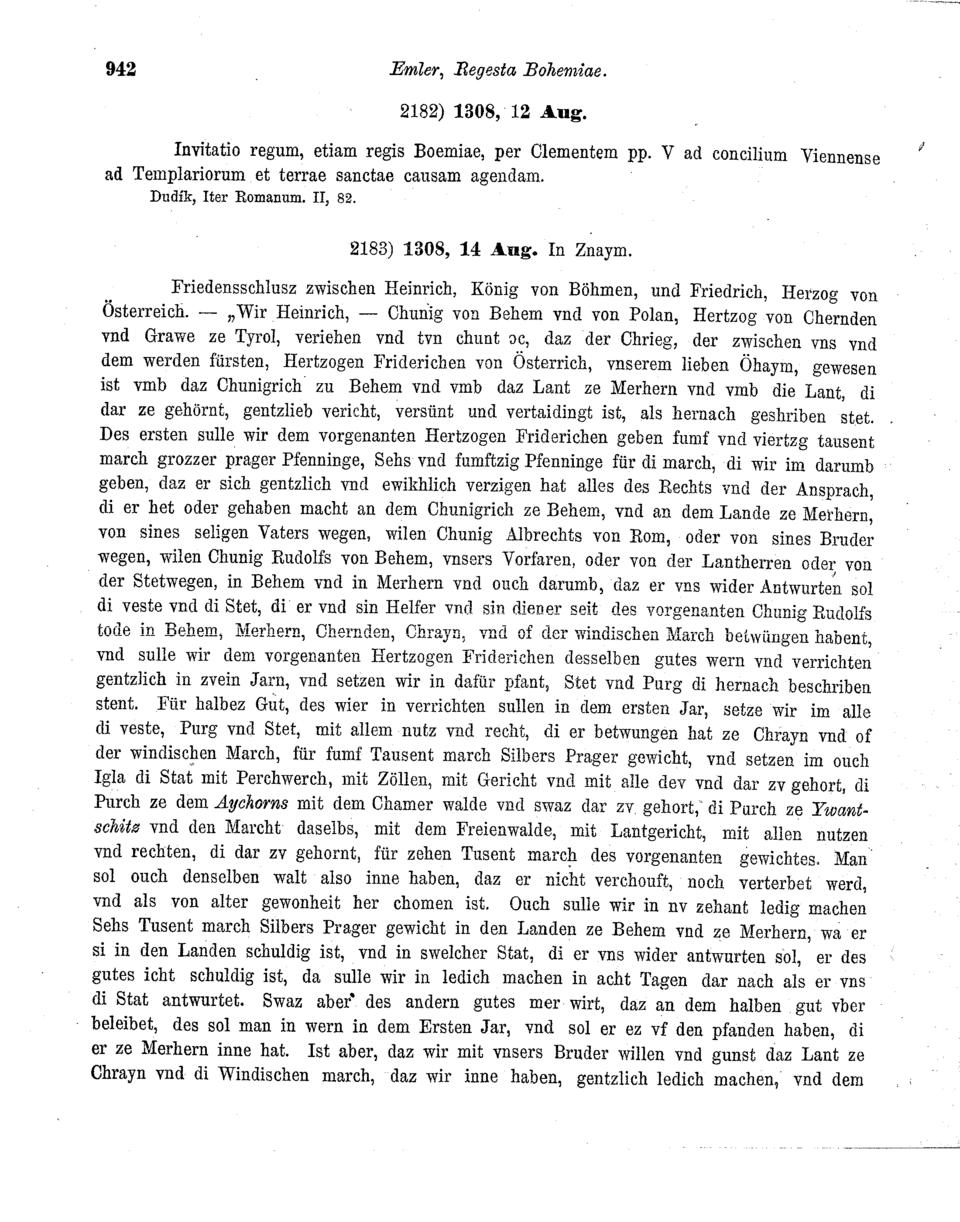 942 Emler, Regesta Bohemiae.
2182) 1308, 12 Aug.
Invitatio regum, etiam regis Boemiae, per Clementem pp. V ad concilium Viennense
ad Templariorum et terrae sanctae causam agendam.
Dudík, Iter Romanum. II, 82.
2183) 1308, 14 Aug. In Znaym.
Friedensschlusz zwischen Heinrich, König von Böhmen, und Friedrich, Herzog von
Österreich. — „Wir Heinrich, — Chunig von Behem vnd von Polan, Hertzog von Chernden
vnd Grawe ze Tyrol, veriehen vnd tvn chunt ɔc, daz der Chrieg, der zwischen vns vnd
dem werden fürsten, Hertzogen Friderichen von Österrich, vnserem lieben Öhaym, gewesen
ist vmb daz Chunigrich zu Behem vnd vmb daz Lant ze Merhern vnd vmb die Lant, di
dar ze gehörnt, gentzlieb vericht, versünt und vertaidingt ist, als hernach geshriben stet.
Des ersten sulle wir dem vorgenanten Hertzogen Friderichen geben fumf vnd viertzg tausent
march grozzer prager Pfenninge, Sehs vnd fumftzig Pfenninge für di march, di wir im darumb
geben, daz er sich gentzlich vnd ewikhlich verzigen hat alles des Rechts vnd der Ansprach,
di er het oder gehaben macht an dem Chunigrich ze Behem, vnd an dem Lande ze Merhern,
von sines seligen Vaters wegen, wilen Chunig Albrechts von Rom, oder von sines Bruder
wegen, wilen Chunig Rudolfs von Behem, vnsers Vorfaren, oder von der Lantherren oder von
der Stetwegen, in Behem vnd in Merhern vnd ouch darumb, daz er vns wider Antwurten sol
di veste vnd di Stet, di er vnd sin Helfer vnd sin diener seit des vorgenanten Chunig Rudolfs
tode in Behem, Merhern, Chernden, Chrayn, vnd of der windischen March betwüngen habent,
vnd sulle wir dem vorgenanten Hertzogen Friderichen desselben gutes wern vnd verrichten
gentzlich in zvein Jarn, vnd setzen wir in dafür pfant, Stet vnd Purg di hernach beschriben
stent. Für halbez Gut, des wier in verrichten sullen in dem ersten Jar, setze wir im alle
di veste, Purg vnd Stet, mit allem nutz vnd recht, di er betwungen hat ze Chrayn vnd of
der windischen March, für fumf Tausent march Silbers Prager gewicht, vnd setzen im ouch
Igla di Stat mit Perchwerch, mit Zöllen, mit Gericht vnd mit alle dev vnd dar zv gehort, di
Purch ze dem Aychorns mit dem Chamer walde vnd swaz dar zv gehort, di Purch ze Ywant-
schitz vnd den Marcht daselbs, mit dem Freienwalde, mit Lantgericht, mit allen nutzen
vnd rechten, di dar zv gehornt, für zehen Tusent march des vorgenanten gewichtes. Man
sol ouch denselben walt also inne haben, daz er nicht verchouft, noch verterbet werd,
vnd als von alter gewonheit her chomen ist. Ouch sulle wir in nv zehant ledig machen
Sehs Tusent march Silbers Prager gewicht in den Landen ze Behem vnd ze Merhern, wa er
si in den Landen schuldig ist, vnd in swelcher Stat, di er vns wider antwurten sol, er des
gutes icht schuldig ist, da sulle wir in ledich machen in acht Tagen dar nach als er vns
di Stat antwurtet. Swaz aber des andern gutes mer wirt, daz an dem halben gut vber
beleibet, des sol man in wern in dem Ersten Jar, vnd sol er ez vf den pfanden haben, di
er ze Merhern inne hat. Ist aber, daz wir mit vnsers Bruder willen vnd gunst daz Lant ze
Chrayn vnd di Windischen march, daz wir inne haben, gentzlich ledich machen, vnd dem